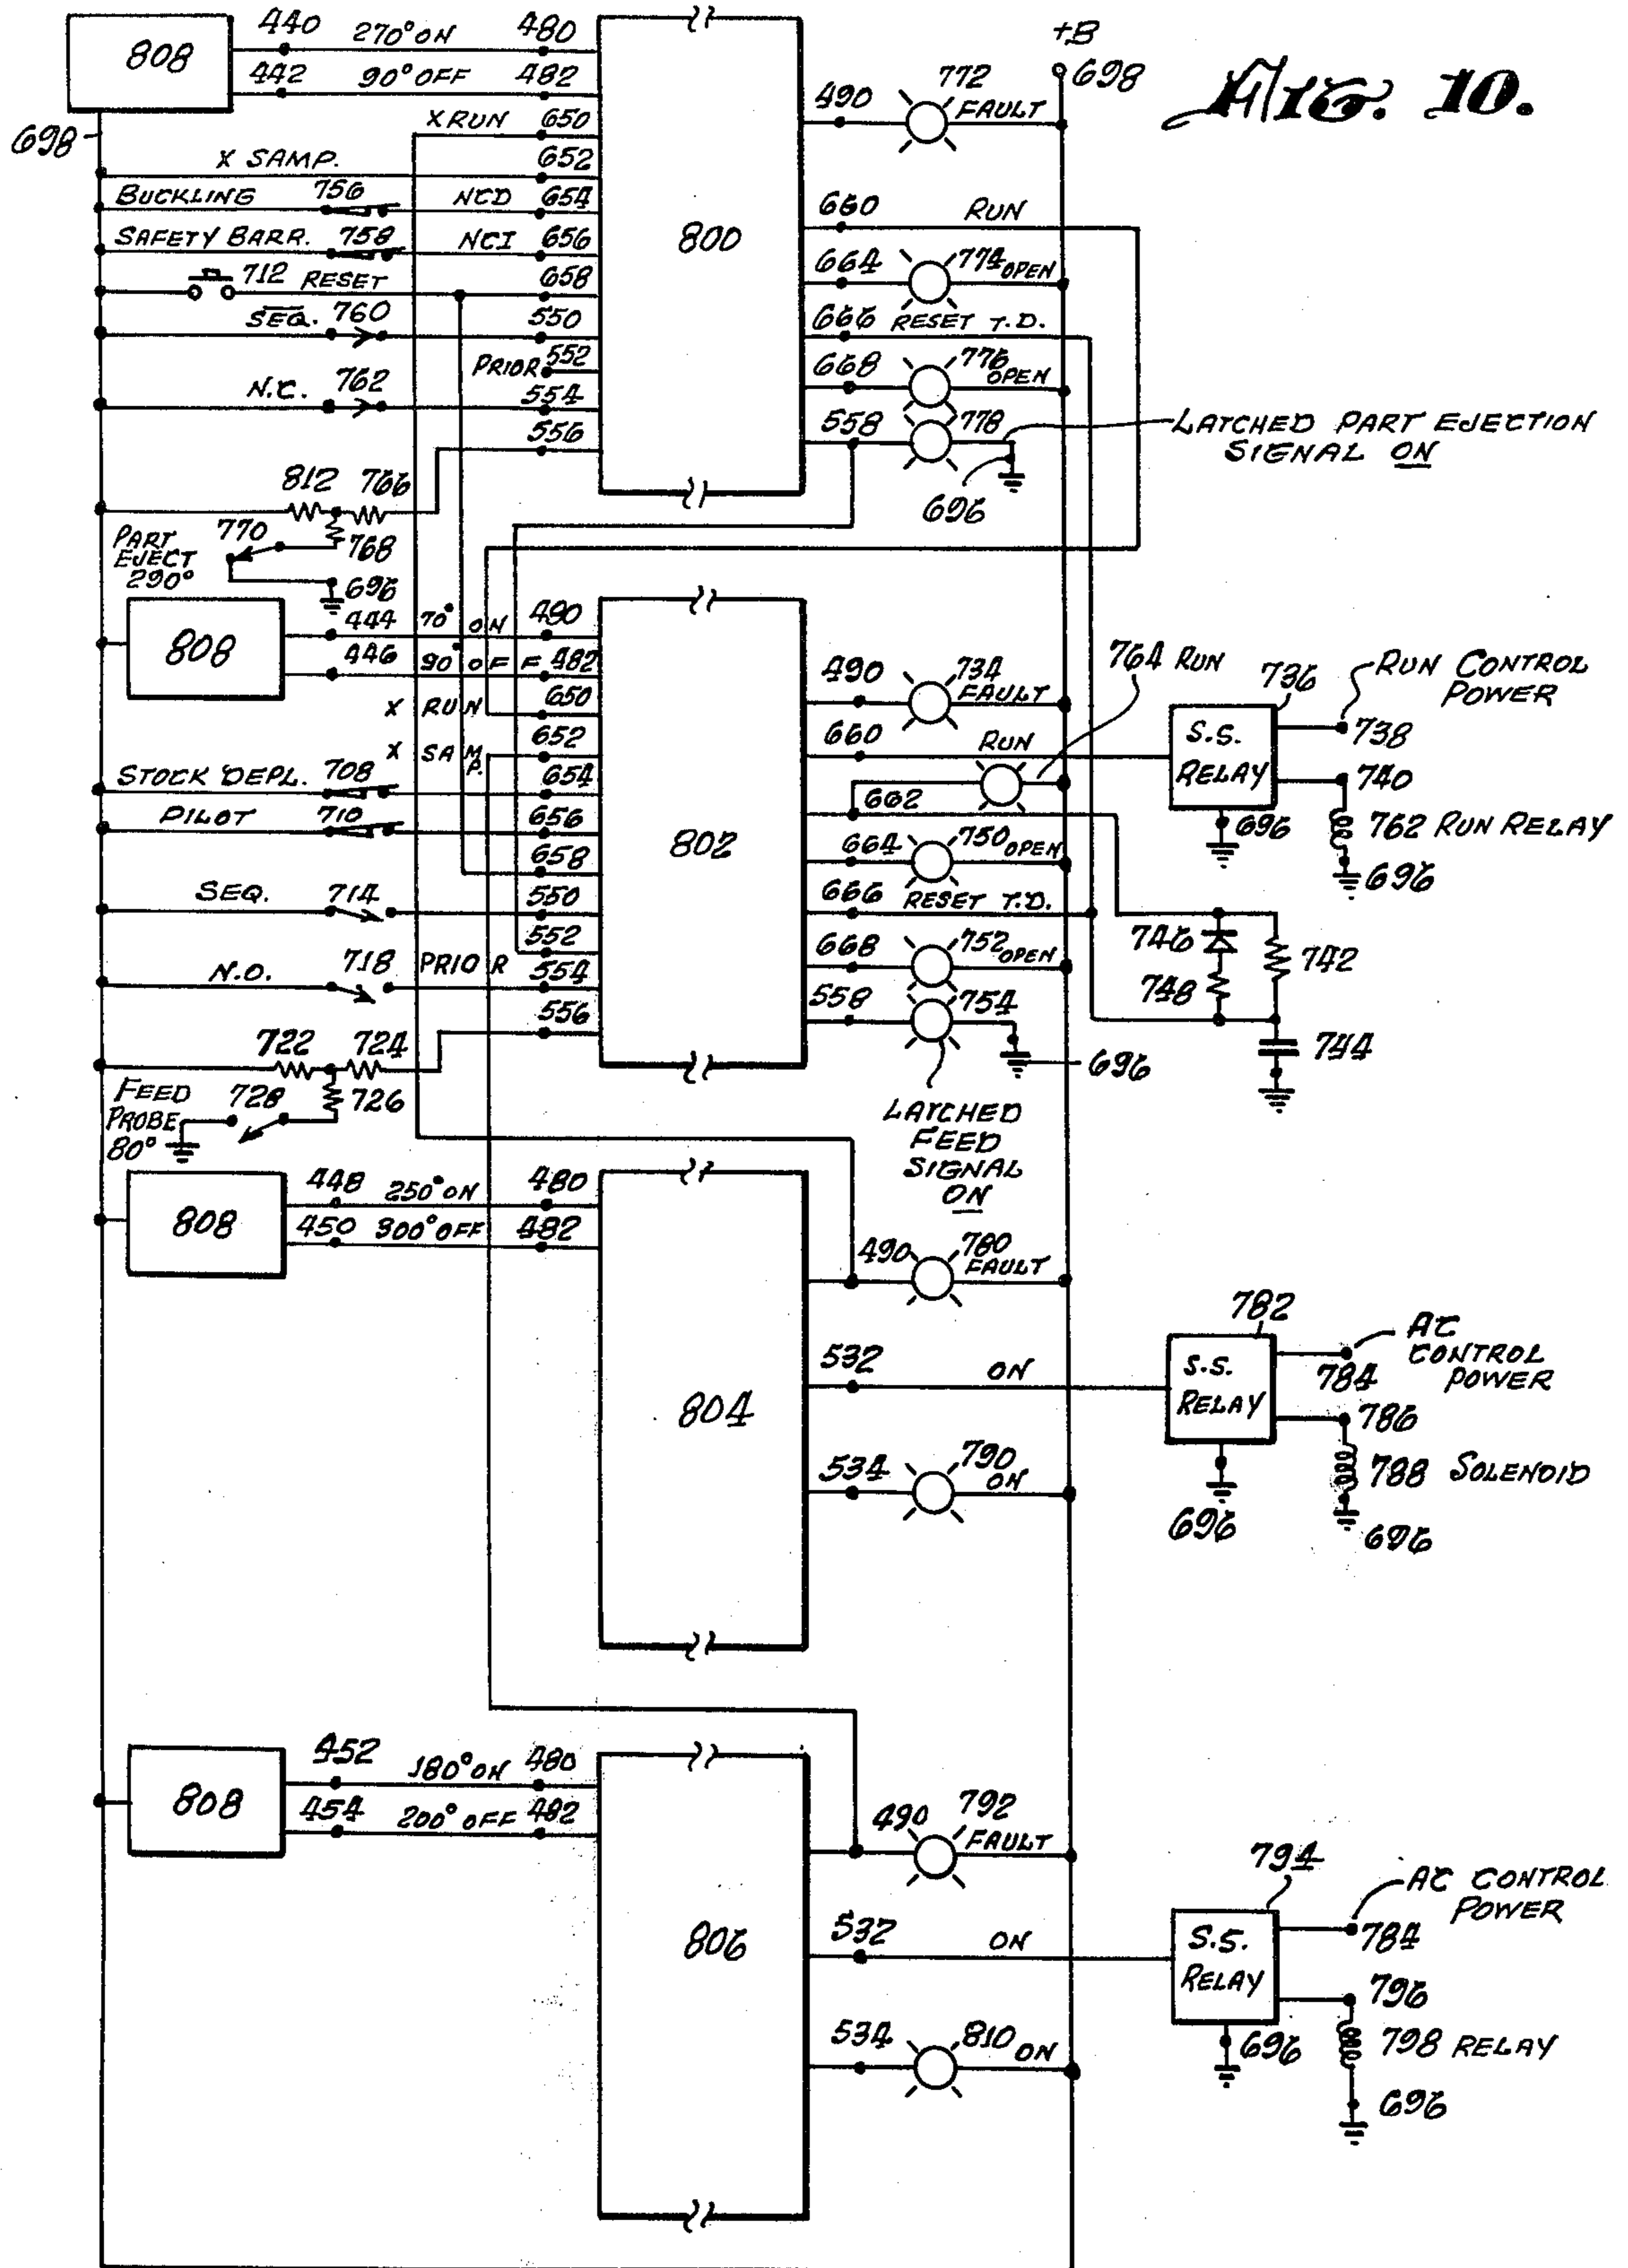 FIG. 10.
+B
698
808
440 270° ON 480
442 90° OFF 482
698
X RUN 650
X SAMP. 652
BUCKLING 756 NCD 654
SAFETY BARR. 758 NCI 656
712 RESET 658
SEQ. 760 550
PRIOR 552
N.C. 762 554
556
800
490 772 FAULT
660 RUN
664 774 OPEN
666 RESET T.D.
668 776 OPEN
558 778
LATCHED PART EJECTION
SIGNAL ON
696
812 766
768
PART
EJECT
290°
770
696
808
444 70° ON 490
446 90° OFF 482
X RUN 650
X SAMP. 652
STOCK DEPL. 708 654
PILOT 710 656
658
SEQ. 714 550
552
N.O. 718 PRIOR 554
556
802
490 734 FAULT
764 RUN
660 RUN
662
664 750 OPEN
666 RESET T.D.
668 752 OPEN
558 754
696
LATCHED
FEED
SIGNAL
ON
736
S.S.
RELAY
RUN CONTROL
POWER
738
740
696
762 RUN RELAY
696
746
748
742
744
722 724
726
FEED
PROBE
80°
728
808
448 250° ON 480
450 300° OFF 482
804
490 780 FAULT
532 ON
534 790 ON
782
S.S.
RELAY
AC
CONTROL
POWER
784
786
788 SOLENOID
696
696
808
452 180° ON 480
454 200° OFF 482
806
490 792 FAULT
532 ON
534 810 ON
794
S.S.
RELAY
AC CONTROL
POWER
784
796
798 RELAY
696
696